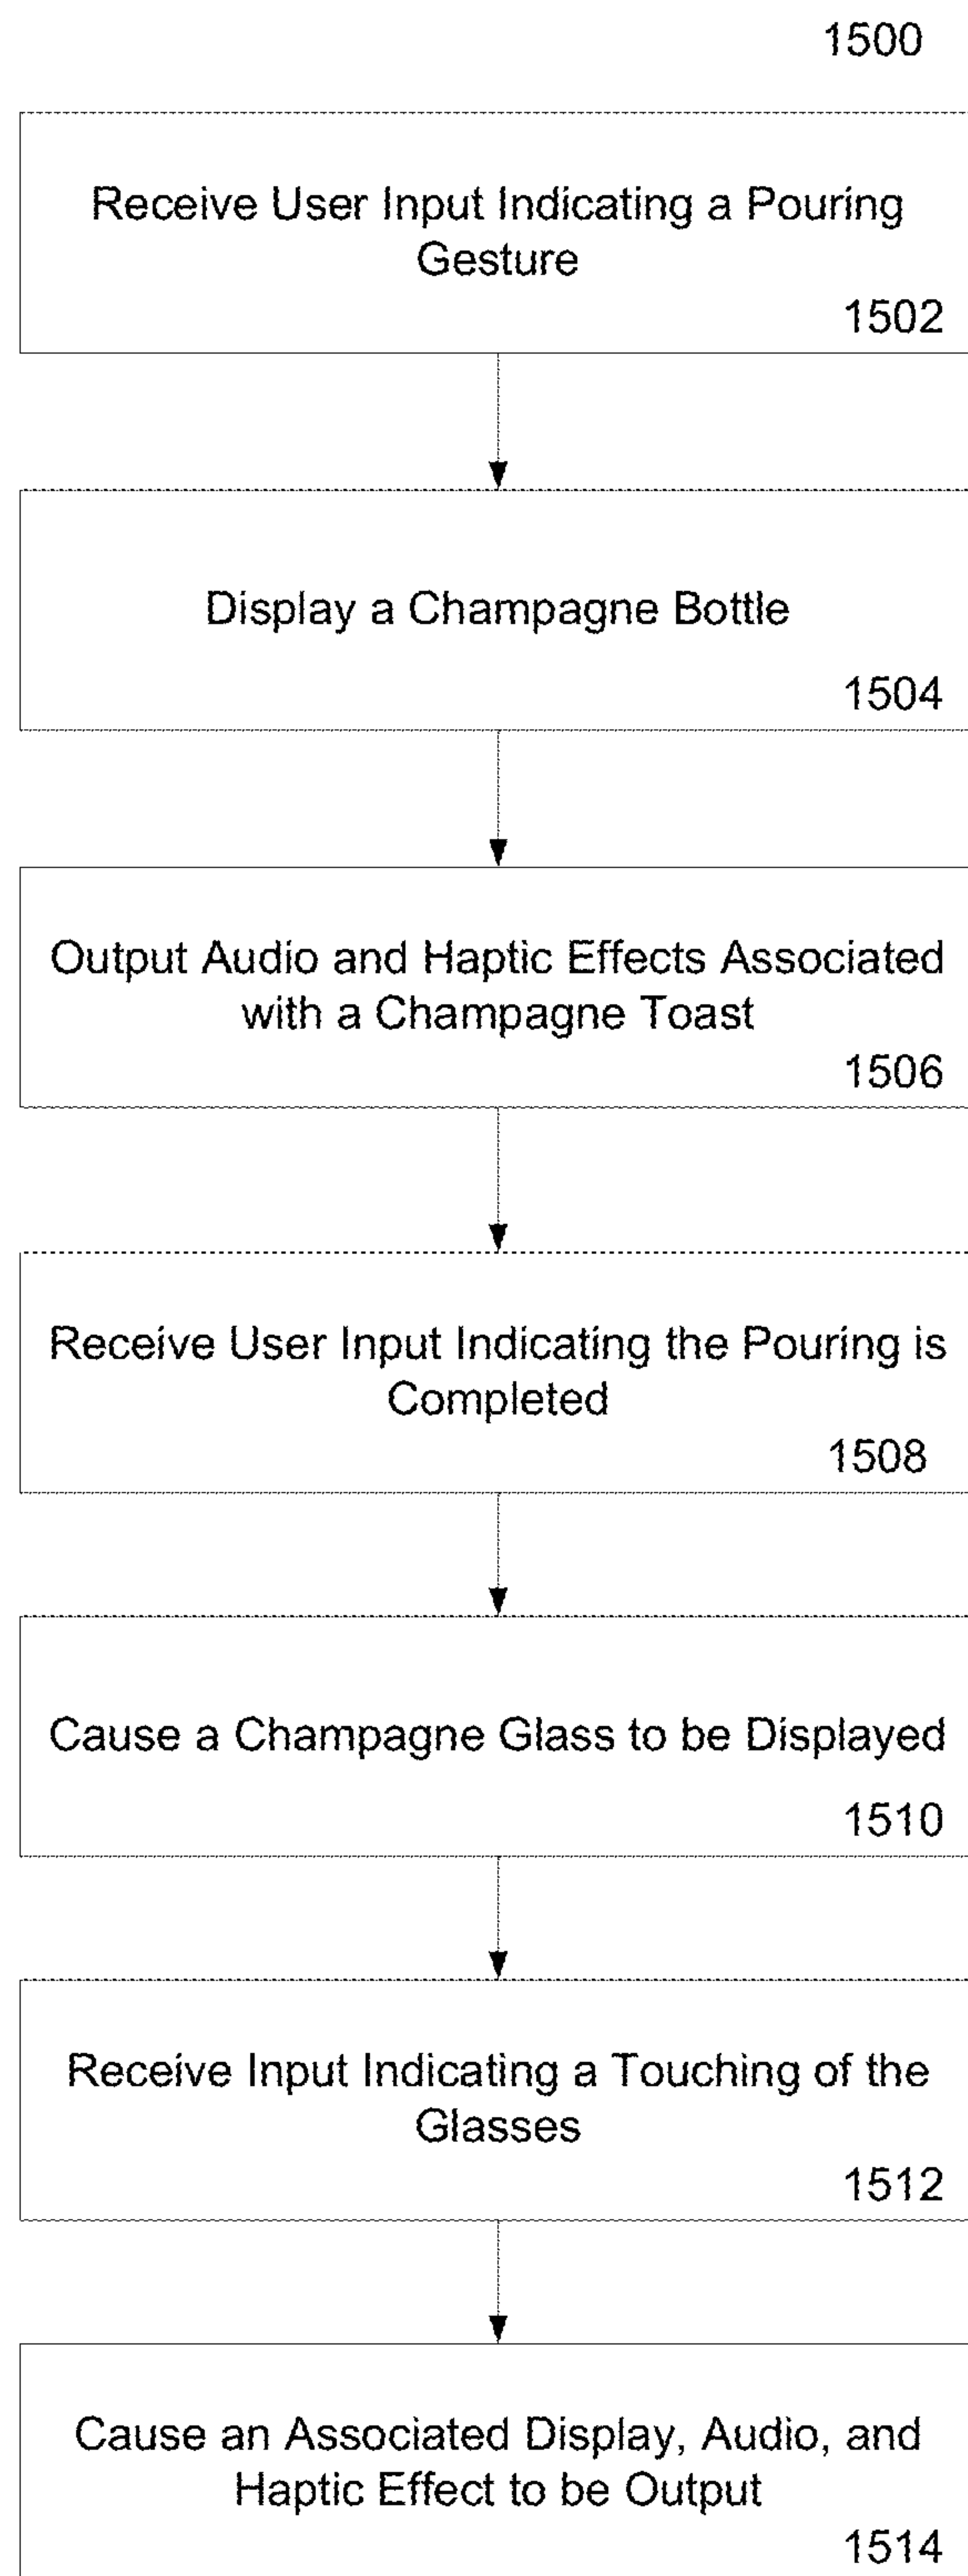 1500
Receive User Input Indicating a Pouring
Gesture
1502
Display a Champagne Bottle
1504
Output Audio and Haptic Effects Associated
with a Champagne Toast
1506
Receive User Input Indicating the Pouring is
Completed
1508
Cause a Champagne Glass to be Displayed
1510
Receive Input Indicating a Touching of the
Glasses
1512
Cause an Associated Display, Audio, and
Haptic Effect to be Output
1514